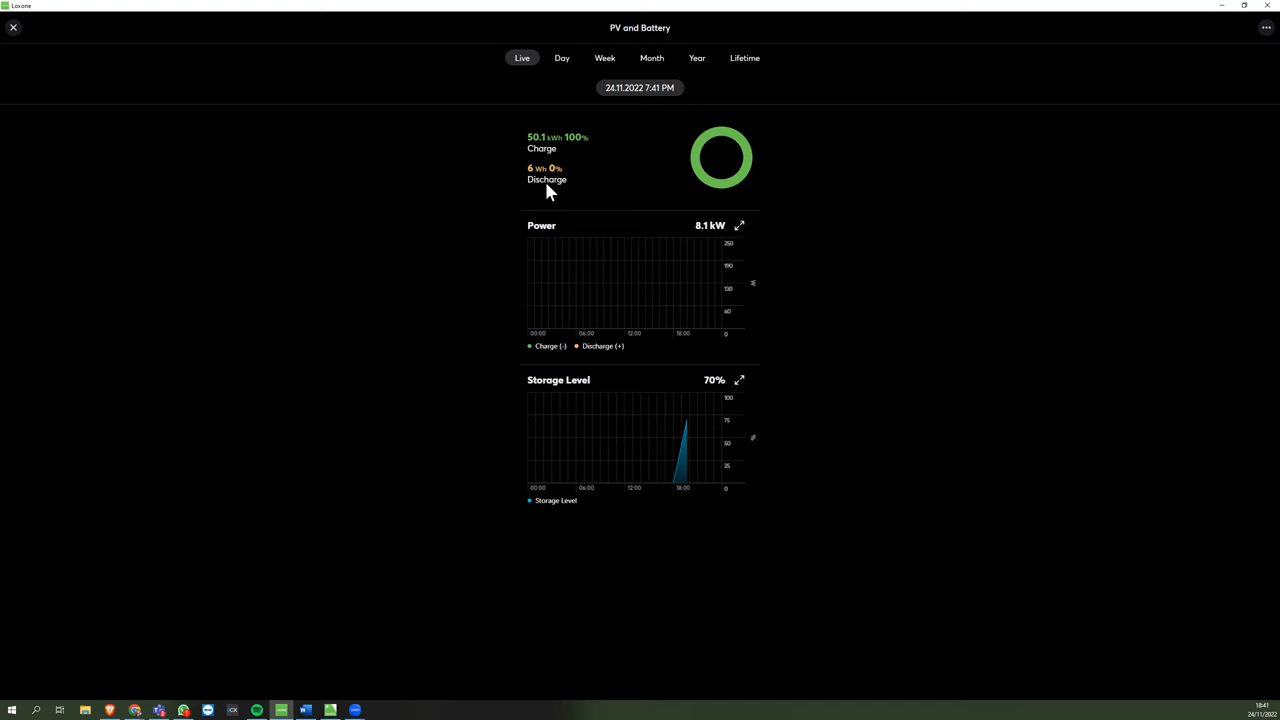 Loxone
PV and Battery
Live Day Week Month Year Lifetime
24.11.2022 7:41 PM
50.1 kWh 100%
Charge
6 Wh 0%
Discharge
Power 8.1 kW
250
190
130
60
0
W
00:00 06:00 12:00 18:00
Charge (-) Discharge (+)
Storage Level 70%
100
75
50
25
0
%
00:00 06:00 12:00 18:00
Storage Level
18:41
24/11/2022